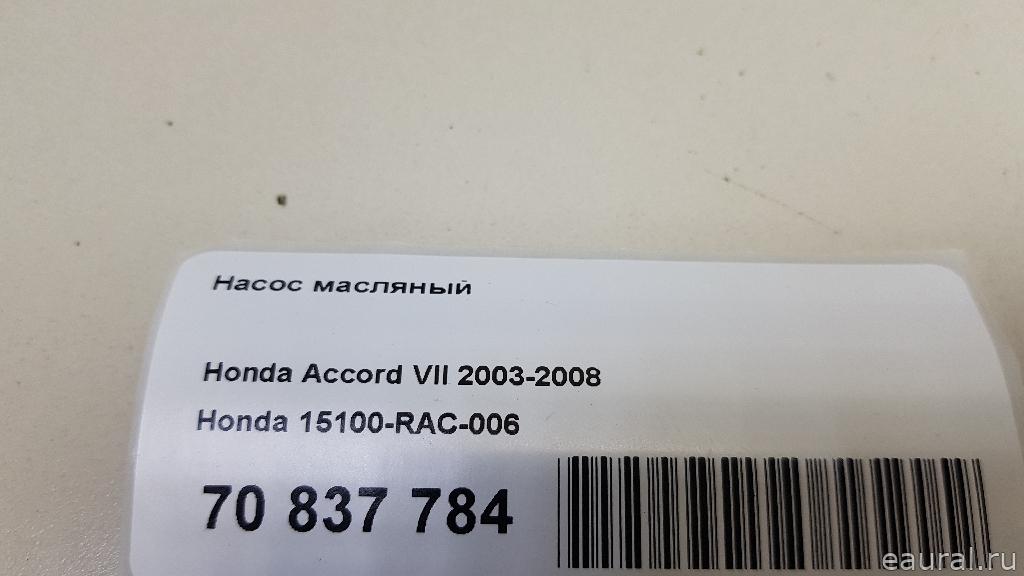 Насос масляный
Honda Accord VII 2003-2008
Honda 15100-RAC-006
70 837 784
eaural.ru